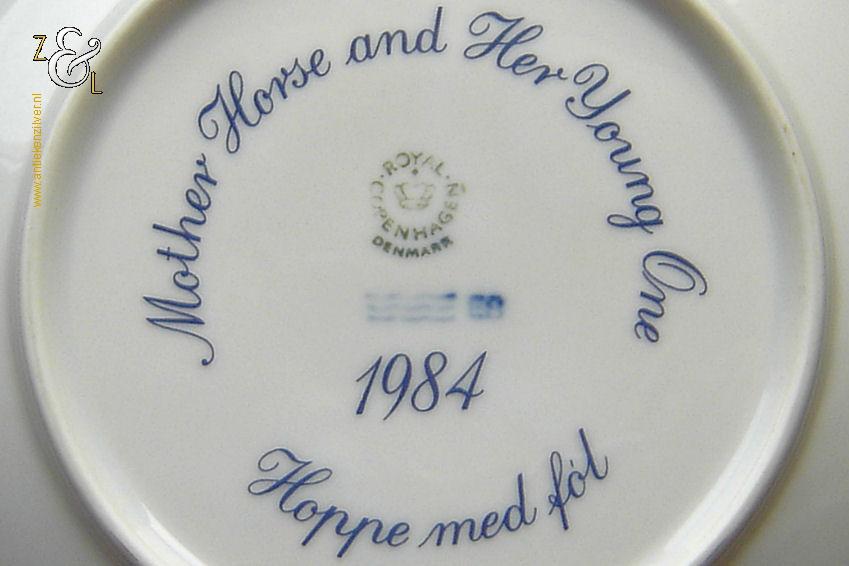 Z & L
www.antiekenzilver.nl
Mother Horse and Her Young One
· ROYAL ·
COPENHAGEN
DENMARK
1984
Hoppe med føl